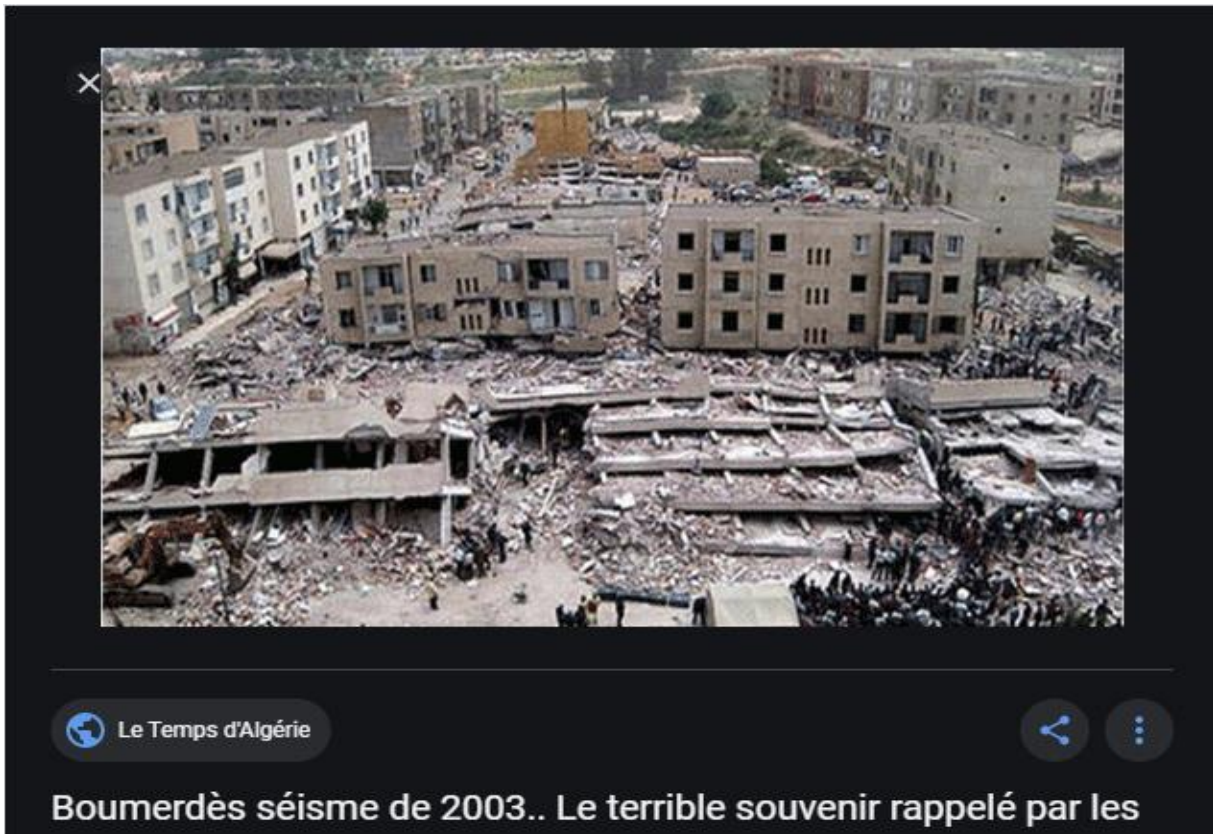 Le Temps d'Algérie
Boumerdès séisme de 2003.. Le terrible souvenir rappelé par les